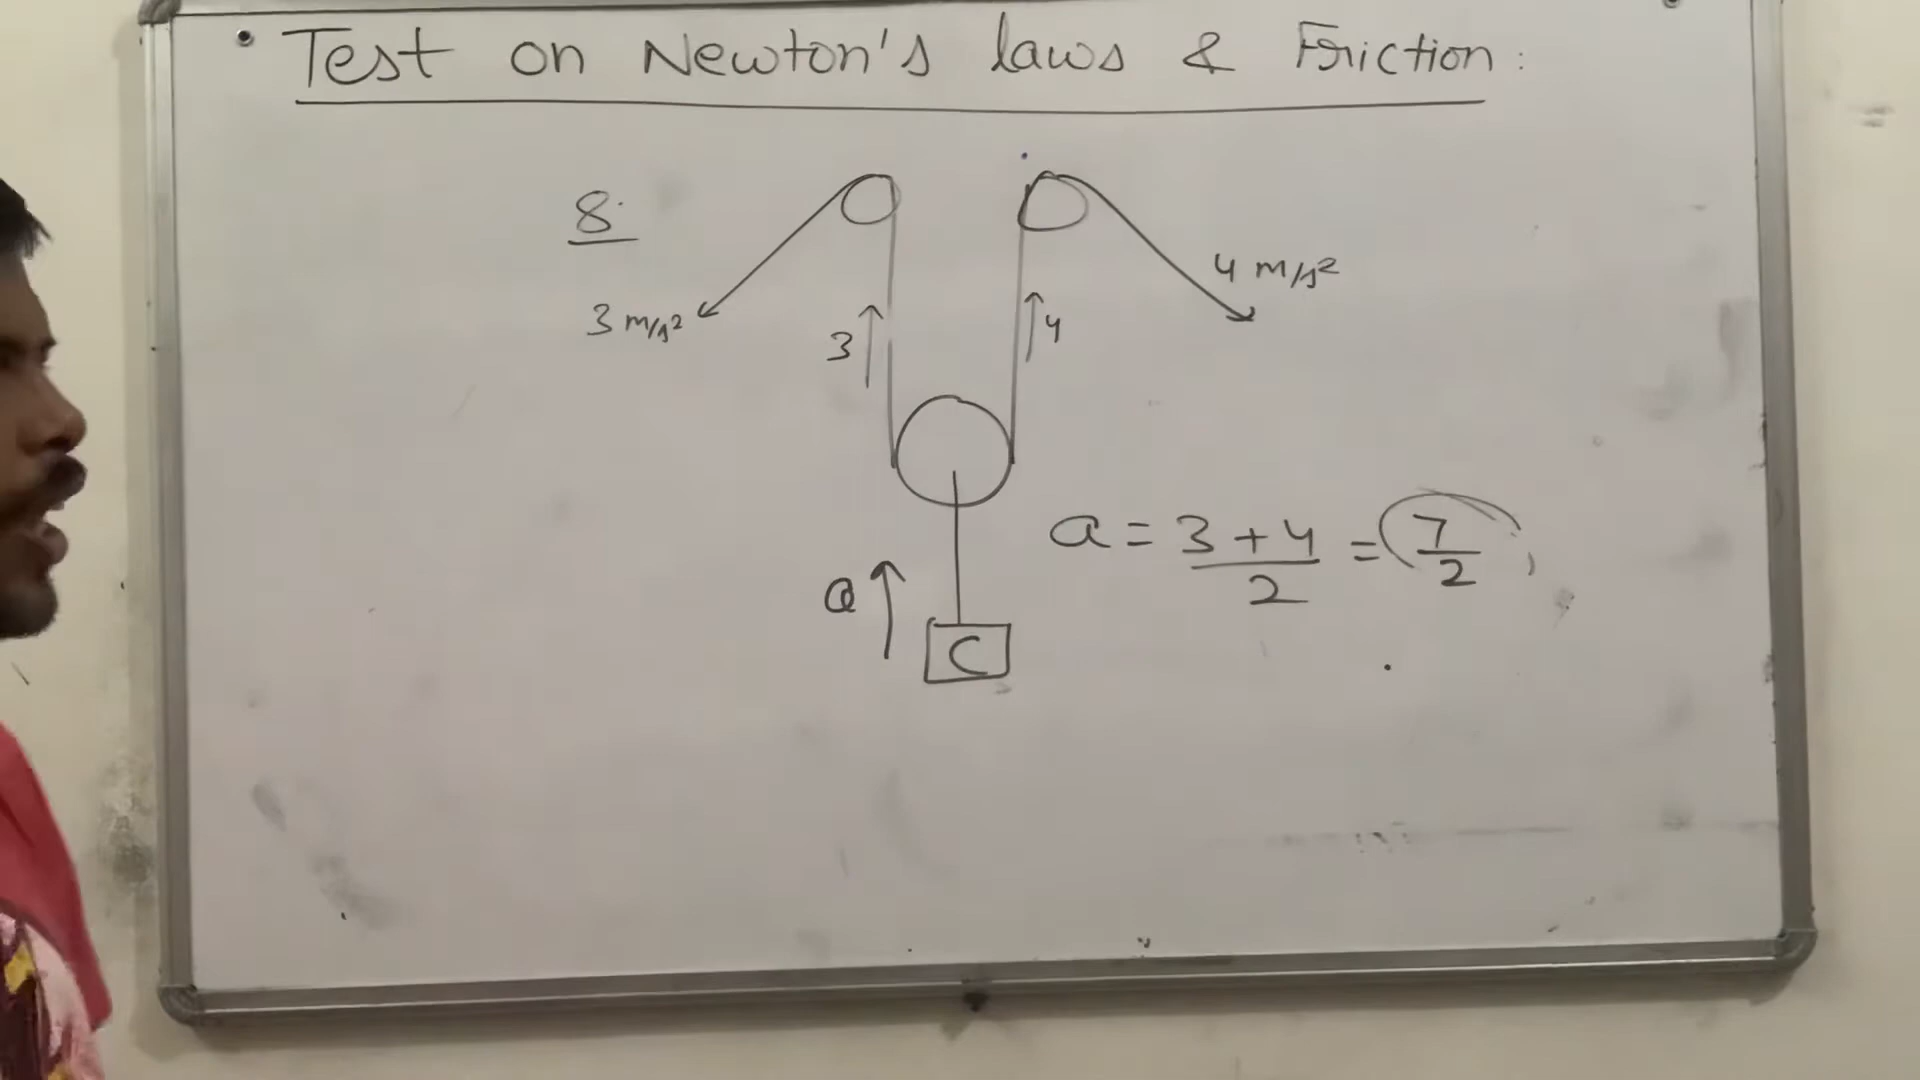 • Test on Newton's laws & Friction :
8.
3 m/s²
4 m/s²
3
4
a = 3 + 4 / 2 = 7 / 2
a
C